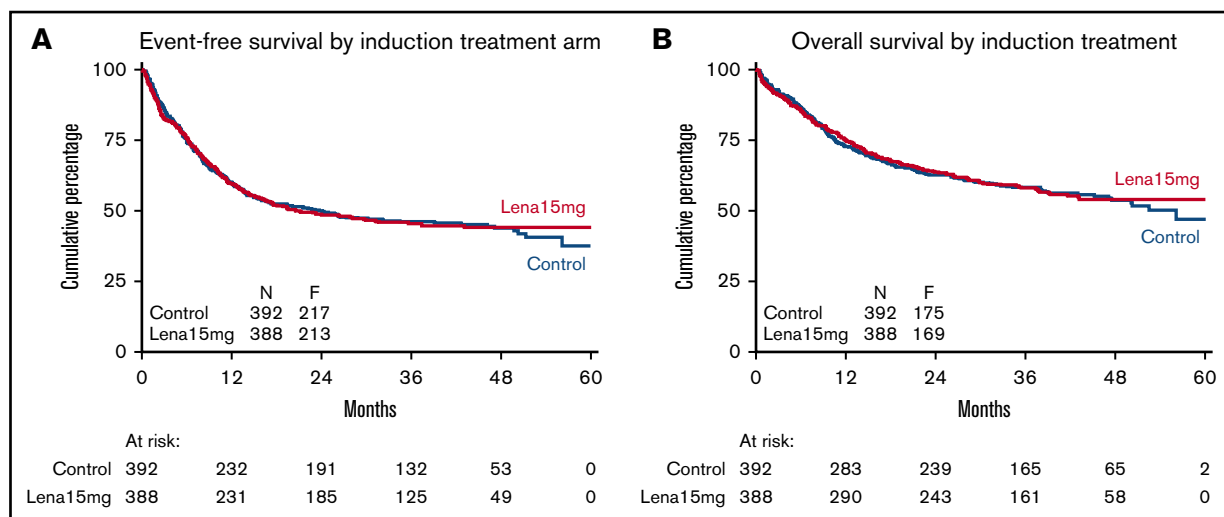 A Event-free survival by induction treatment arm
100
75
50
25
0
Cumulative percentage
Lena15mg
Control
N F
Control 392 217
Lena15mg 388 213
0 12 24 36 48 60
Months
At risk:
Control 392 232 191 132 53 0
Lena15mg 388 231 185 125 49 0
B Overall survival by induction treatment
100
75
50
25
0
Cumulative percentage
Lena15mg
Control
N F
Control 392 175
Lena15mg 388 169
0 12 24 36 48 60
Months
At risk:
Control 392 283 239 165 65 2
Lena15mg 388 290 243 161 58 0